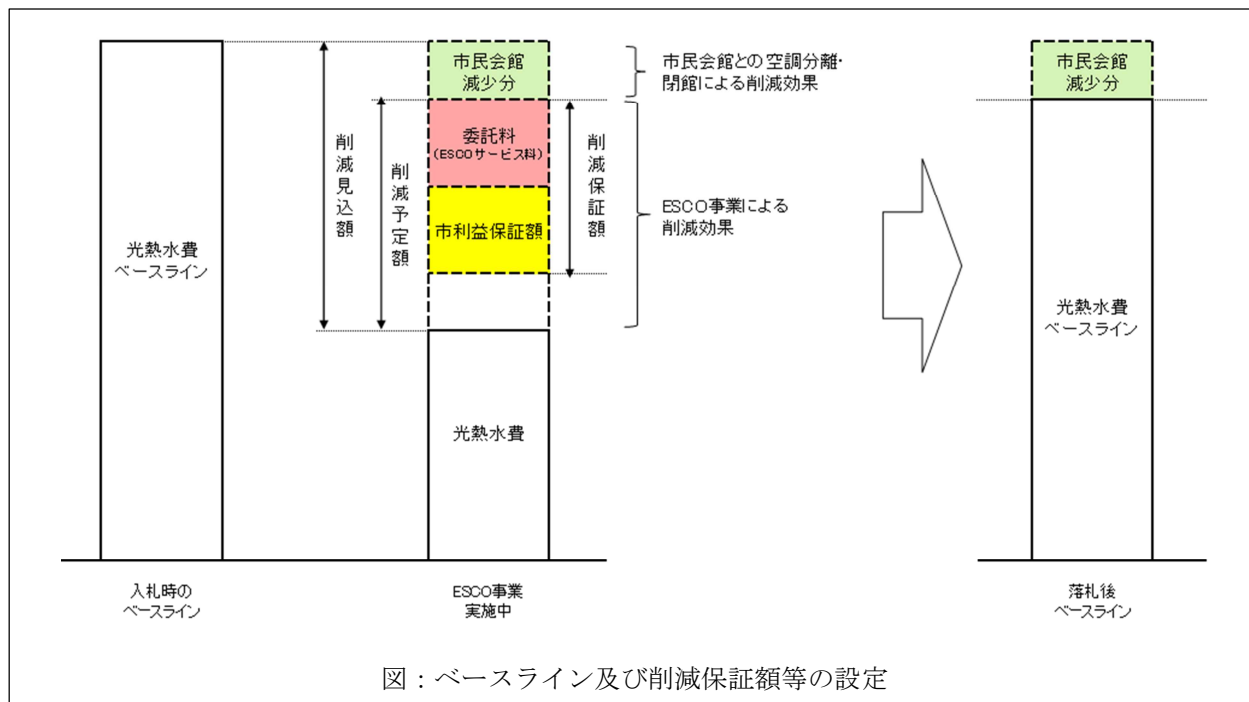 光熱水費
ベースライン
入札時の
ベースライン
削減見込額
削減予定額
市民会館
減少分
委託料
(ESCOサービス料)
市利益保証額
光熱水費
ESCO事業
実施中
削減保証額
市民会館との空調分離・
閉館による削減効果
ESCO事業による
削減効果
市民会館
減少分
光熱水費
ベースライン
落札後
ベースライン
図：ベースライン及び削減保証額等の設定